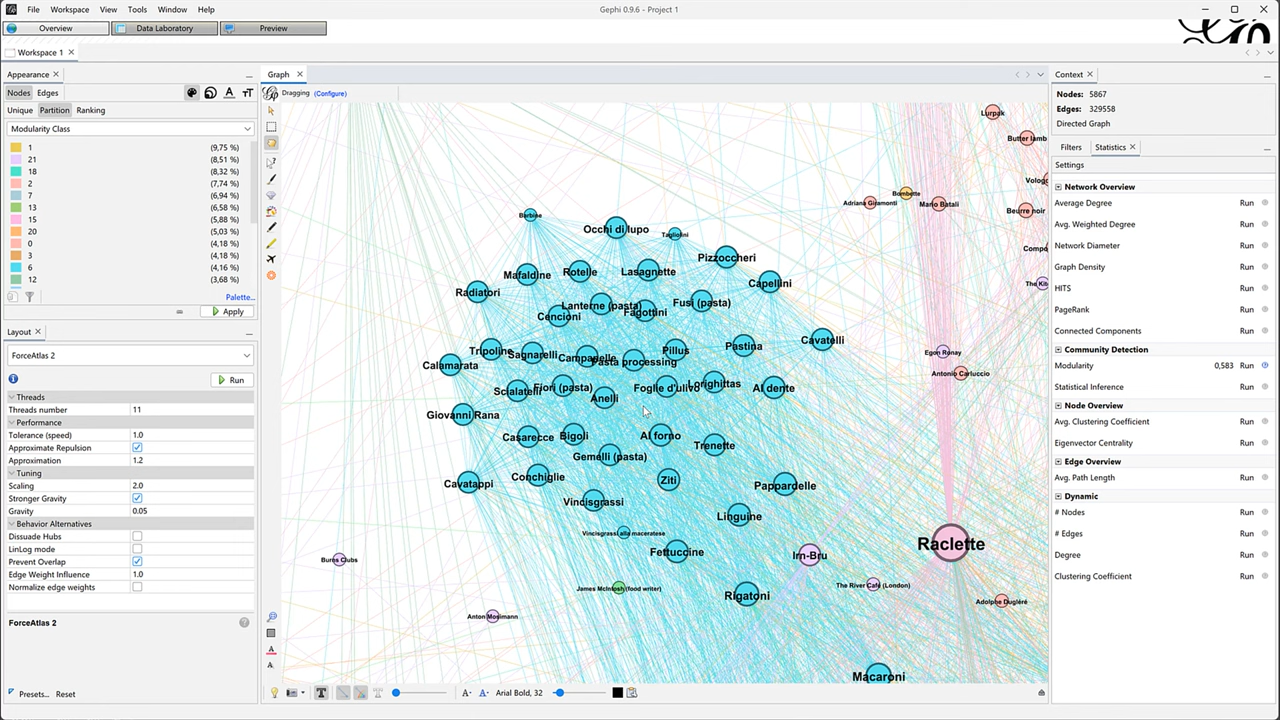 Gephi 0.9.6 - Project 1
File Workspace View Tools Window Help
Overview Data Laboratory Preview
Workspace 1
Appearance
Nodes Edges
Unique Partition Ranking
Modularity Class
1 (9,75 %)
21 (8,51 %)
18 (8,32 %)
2 (7,74 %)
7 (6,94 %)
13 (6,58 %)
15 (5,88 %)
20 (5,03 %)
0 (4,18 %)
3 (4,18 %)
6 (4,16 %)
12 (3,68 %)
Palette...
Apply
Layout
ForceAtlas 2
Run
Threads
Threads number 11
Performance
Tolerance (speed) 1.0
Approximate Repulsion
Approximation 1.2
Tuning
Scaling 2.0
Stronger Gravity
Gravity 0.05
Behavior Alternatives
Dissuade Hubs
LinLog mode
Prevent Overlap
Edge Weight Influence 1.0
Normalize edge weights
ForceAtlas 2
Presets... Reset
Graph
Dragging (Configure)
Lurpak
Butter lamb
Bombette
Adriana Giramonti
Mario Batali
Beurre noir
Barbine
Occhi di lupo
Tagliolini
Pizzoccheri
Mafaldine
Rotelle
Lasagnette
Capellini
Radiatori
Lanterne (pasta)
Fusi (pasta)
Cencioni
Fagottini
Cavatelli
Tripoline
Sagnarelli
Campanelle
Pillus
Pasta processing
Pastina
Egon Ronay
Calamarata
Antonio Carluccio
Scialatelli
Fiori (pasta)
Foglie d'ulivo
Lorighittas
Al dente
Anelli
Giovanni Rana
Casarecce
Bigoli
Al forno
Trenette
Gemelli (pasta)
Cavatappi
Conchiglie
Ziti
Pappardelle
Vincisgrassi
Linguine
Vincisgrassi alla maceratese
Raclette
Fettuccine
Irn-Bru
Burns Clubs
James McIntosh (food writer)
The River Café (London)
Rigatoni
Adolphe Dugléré
Anton Mosimann
Macaroni
Arial Bold, 32
Context
Nodes: 5867
Edges: 329558
Directed Graph
Filters Statistics
Settings
Network Overview
Average Degree Run
Avg. Weighted Degree Run
Network Diameter Run
Graph Density Run
HITS Run
PageRank Run
Connected Components Run
Community Detection
Modularity 0,583 Run
Statistical Inference Run
Node Overview
Avg. Clustering Coefficient Run
Eigenvector Centrality Run
Edge Overview
Avg. Path Length Run
Dynamic
# Nodes Run
# Edges Run
Degree Run
Clustering Coefficient Run